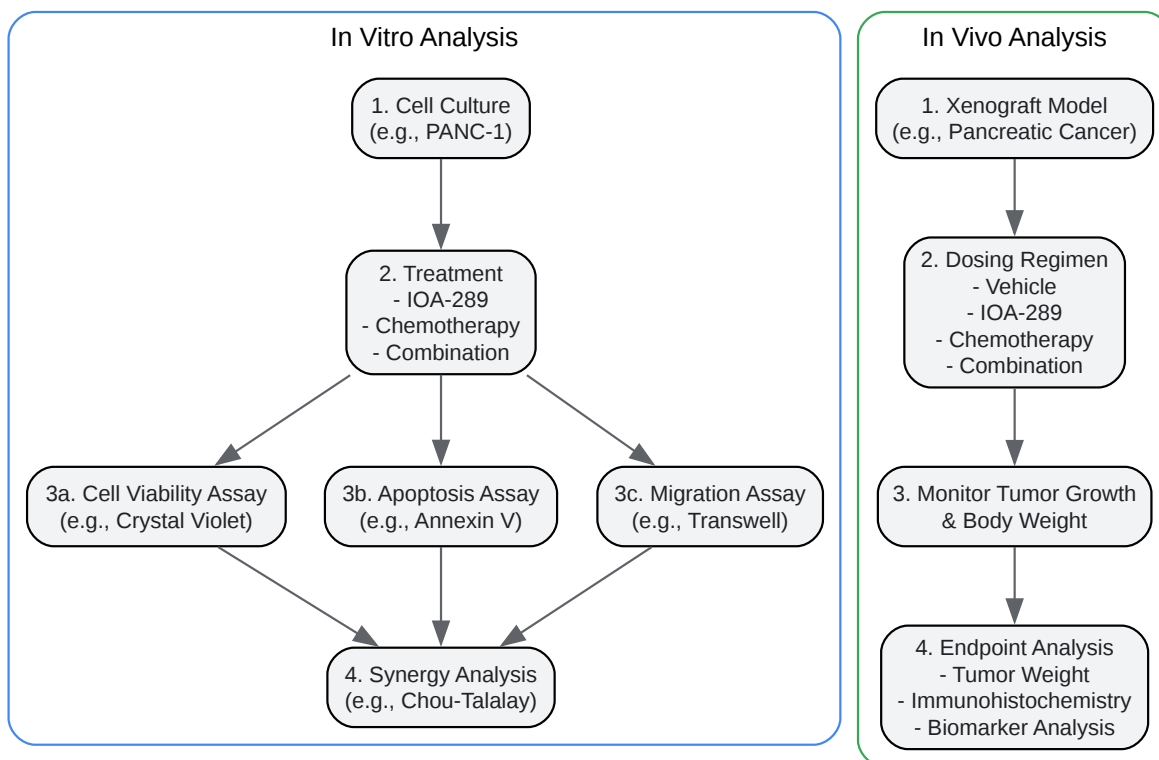 In Vitro Analysis
1. Cell Culture
(e.g., PANC-1)
2. Treatment
- IOA-289
- Chemotherapy
- Combination
3a. Cell Viability Assay
(e.g., Crystal Violet)
3b. Apoptosis Assay
(e.g., Annexin V)
3c. Migration Assay
(e.g., Transwell)
4. Synergy Analysis
(e.g., Chou-Talalay)
In Vivo Analysis
1. Xenograft Model
(e.g., Pancreatic Cancer)
2. Dosing Regimen
- Vehicle
- IOA-289
- Chemotherapy
- Combination
3. Monitor Tumor Growth
& Body Weight
4. Endpoint Analysis
- Tumor Weight
- Immunohistochemistry
- Biomarker Analysis